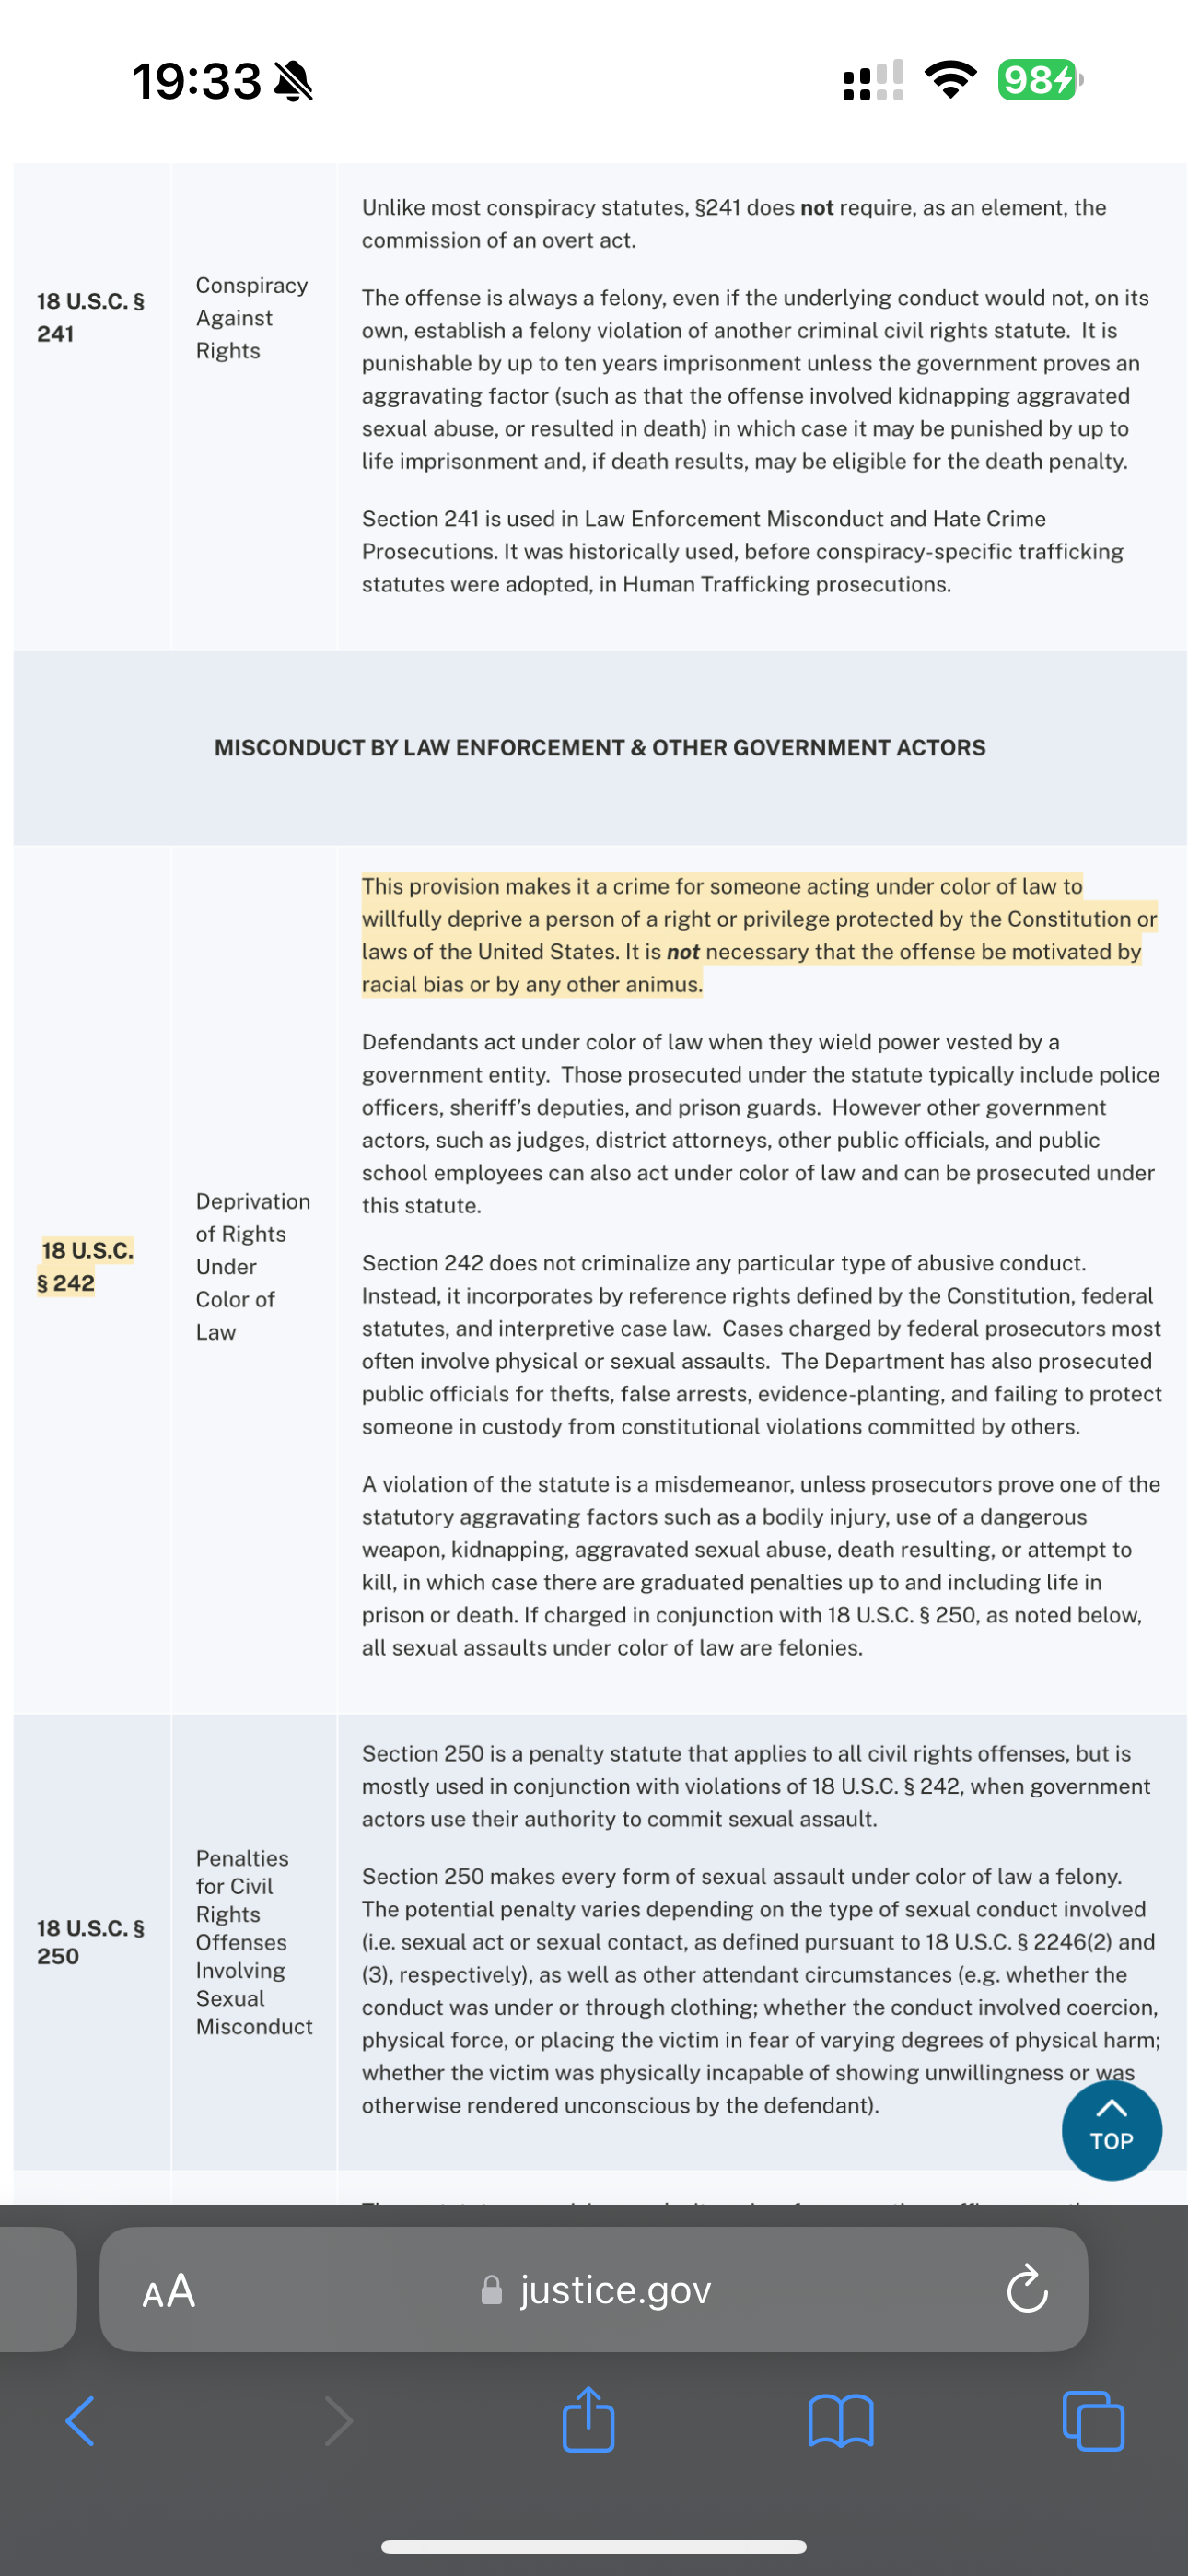 19:33
98
18 U.S.C. §
241
Conspiracy
Against
Rights
Unlike most conspiracy statutes, §241 does not require, as an element, the
commission of an overt act.
The offense is always a felony, even if the underlying conduct would not, on its
own, establish a felony violation of another criminal civil rights statute.  It is
punishable by up to ten years imprisonment unless the government proves an
aggravating factor (such as that the offense involved kidnapping aggravated
sexual abuse, or resulted in death) in which case it may be punished by up to
life imprisonment and, if death results, may be eligible for the death penalty.
Section 241 is used in Law Enforcement Misconduct and Hate Crime
Prosecutions. It was historically used, before conspiracy-specific trafficking
statutes were adopted, in Human Trafficking prosecutions.
MISCONDUCT BY LAW ENFORCEMENT & OTHER GOVERNMENT ACTORS
18 U.S.C.
§ 242
Deprivation
of Rights
Under
Color of
Law
This provision makes it a crime for someone acting under color of law to
willfully deprive a person of a right or privilege protected by the Constitution or
laws of the United States. It is not necessary that the offense be motivated by
racial bias or by any other animus.
Defendants act under color of law when they wield power vested by a
government entity.  Those prosecuted under the statute typically include police
officers, sheriff’s deputies, and prison guards.  However other government
actors, such as judges, district attorneys, other public officials, and public
school employees can also act under color of law and can be prosecuted under
this statute.
Section 242 does not criminalize any particular type of abusive conduct.
Instead, it incorporates by reference rights defined by the Constitution, federal
statutes, and interpretive case law.  Cases charged by federal prosecutors most
often involve physical or sexual assaults.  The Department has also prosecuted
public officials for thefts, false arrests, evidence-planting, and failing to protect
someone in custody from constitutional violations committed by others.
A violation of the statute is a misdemeanor, unless prosecutors prove one of the
statutory aggravating factors such as a bodily injury, use of a dangerous
weapon, kidnapping, aggravated sexual abuse, death resulting, or attempt to
kill, in which case there are graduated penalties up to and including life in
prison or death. If charged in conjunction with 18 U.S.C. § 250, as noted below,
all sexual assaults under color of law are felonies.
18 U.S.C. §
250
Penalties
for Civil
Rights
Offenses
Involving
Sexual
Misconduct
Section 250 is a penalty statute that applies to all civil rights offenses, but is
mostly used in conjunction with violations of 18 U.S.C. § 242, when government
actors use their authority to commit sexual assault.
Section 250 makes every form of sexual assault under color of law a felony.
The potential penalty varies depending on the type of sexual conduct involved
(i.e. sexual act or sexual contact, as defined pursuant to 18 U.S.C. § 2246(2) and
(3), respectively), as well as other attendant circumstances (e.g. whether the
conduct was under or through clothing; whether the conduct involved coercion,
physical force, or placing the victim in fear of varying degrees of physical harm;
whether the victim was physically incapable of showing unwillingness or was
otherwise rendered unconscious by the defendant).
TOP
AA
justice.gov